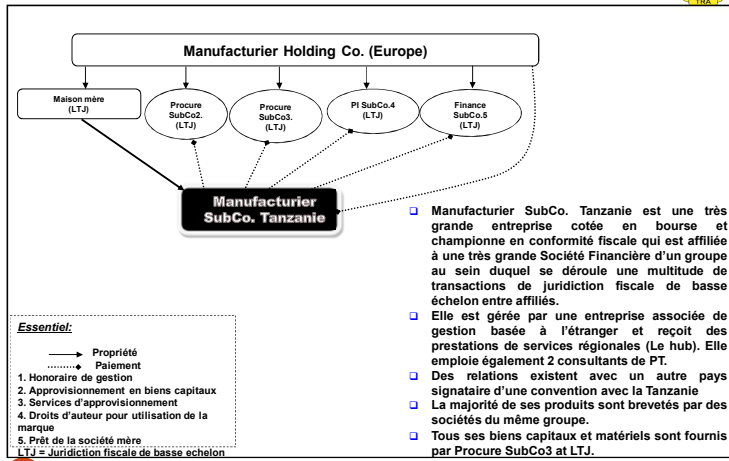 TRA
Manufacturier Holding Co. (Europe)
Maison mère
(LTJ)
Procure
SubCo2.
(LTJ)
Procure
SubCo3.
(LTJ)
PI SubCo.4
(LTJ)
Finance
SubCo.5
(LTJ)
Manufacturier
SubCo. Tanzanie
Manufacturier SubCo. Tanzanie est une très
grande entreprise cotée en bourse et
championne en conformité fiscale qui est affiliée
à une très grande Société Financière d'un groupe
au sein duquel se déroule une multitude de
transactions de juridiction fiscale de basse
échelon entre affiliés.
Elle est gérée par une entreprise associée de
gestion basée à l'étranger et reçoit des
prestations de services régionales (Le hub). Elle
emploie également 2 consultants de PT.
Des relations existent avec un autre pays
signataire d'une convention avec la Tanzanie
La majorité de ses produits sont brevetés par des
sociétés du même groupe.
Tous ses biens capitaux et matériels sont fournis
par Procure SubCo3 at LTJ.
Essentiel:
Propriété
Paiement
1. Honoraire de gestion
2. Approvisionnement en biens capitaux
3. Services d'approvisionnement
4. Droits d'auteur pour utilisation de la
marque
5. Prêt de la société mère
LTJ = Juridiction fiscale de basse echelon